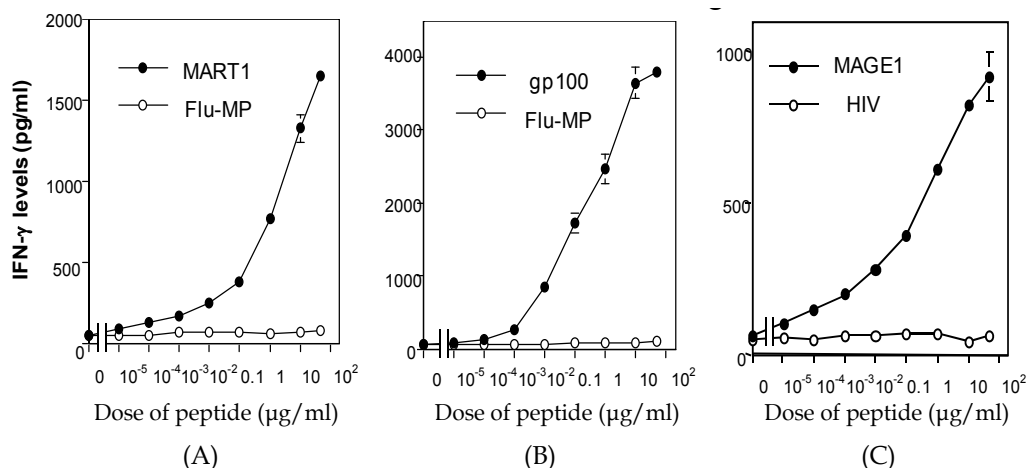 IFN-γ levels (pg/ml)
2000
1500
1000
500
0
MART1
Flu-MP
0 10⁻⁵ 10⁻⁴ 10⁻³ 10⁻² 0.1 1 10 10²
Dose of peptide (µg/ml)
(A)
4000
3000
2000
1000
0
gp100
Flu-MP
0 10⁻⁵ 10⁻⁴ 10⁻³ 10⁻² 0.1 1 10 10²
Dose of peptide (µg/ml)
(B)
1000
500
0
MAGE1
HIV
0 10⁻⁵ 10⁻⁴ 10⁻³ 10⁻² 0.1 1 10 10²
Dose of peptide (µg/ml)
(C)